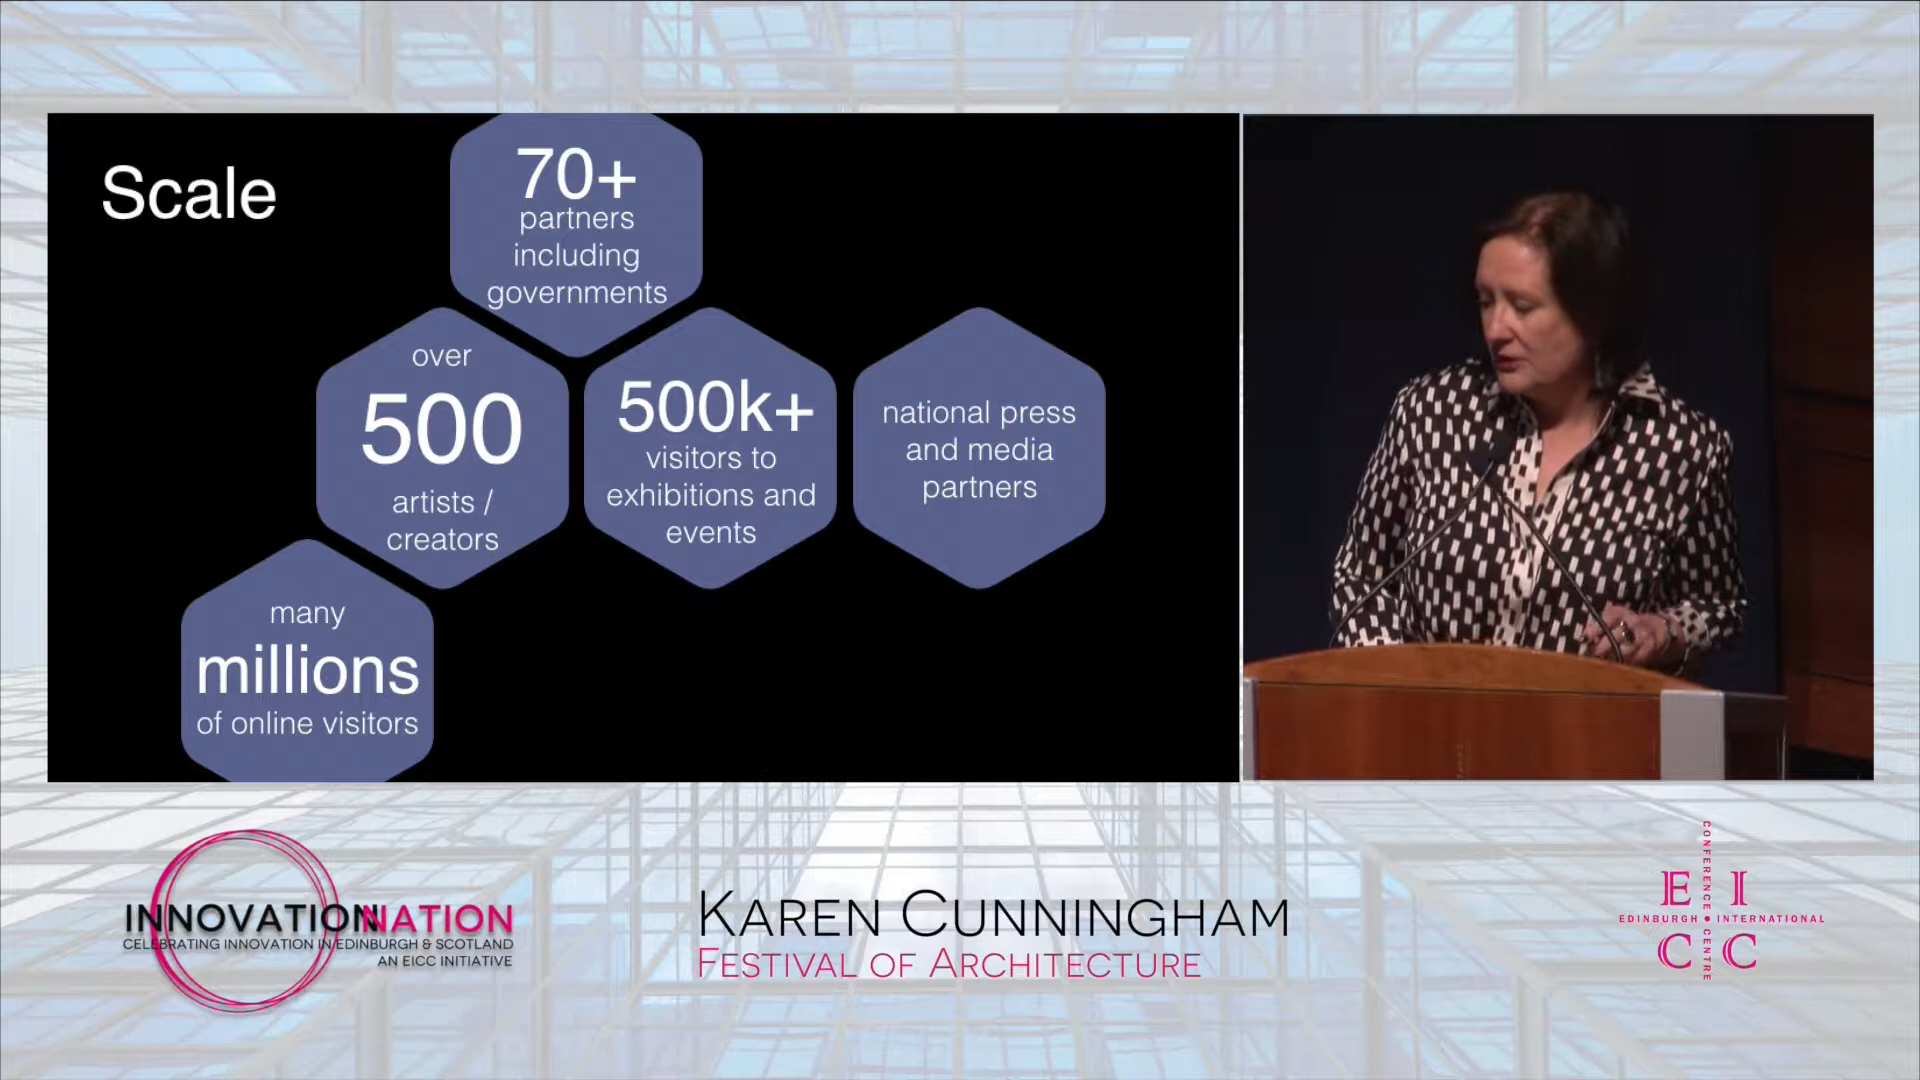 Scale
70+
partners
including
governments
over
500
artists /
creators
500k+
visitors to
exhibitions and
events
national press
and media
partners
many
millions
of online visitors
INNOVATIONNATION
CELEBRATING INNOVATION IN EDINBURGH & SCOTLAND
AN EICC INITIATIVE
KAREN CUNNINGHAM
FESTIVAL OF ARCHITECTURE
E I
EDINBURGH • INTERNATIONAL
C C
CONFERENCE CENTRE